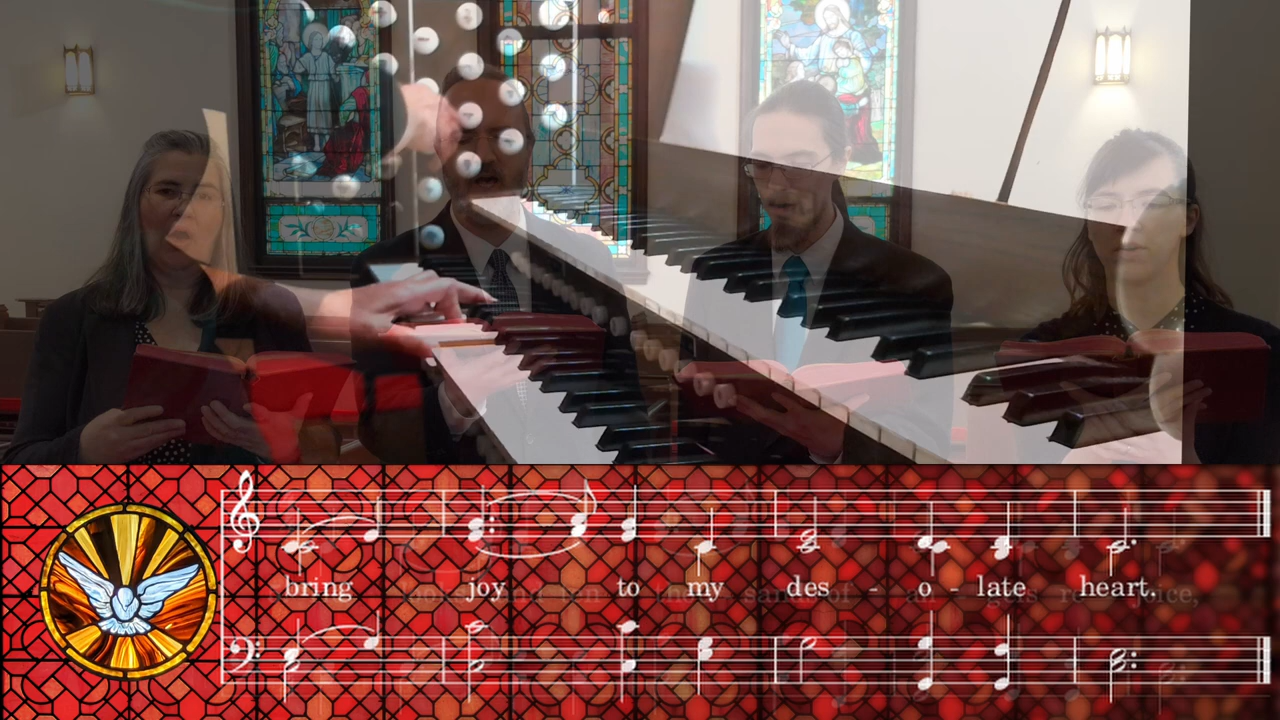 bring joy to my des - o - late heart,